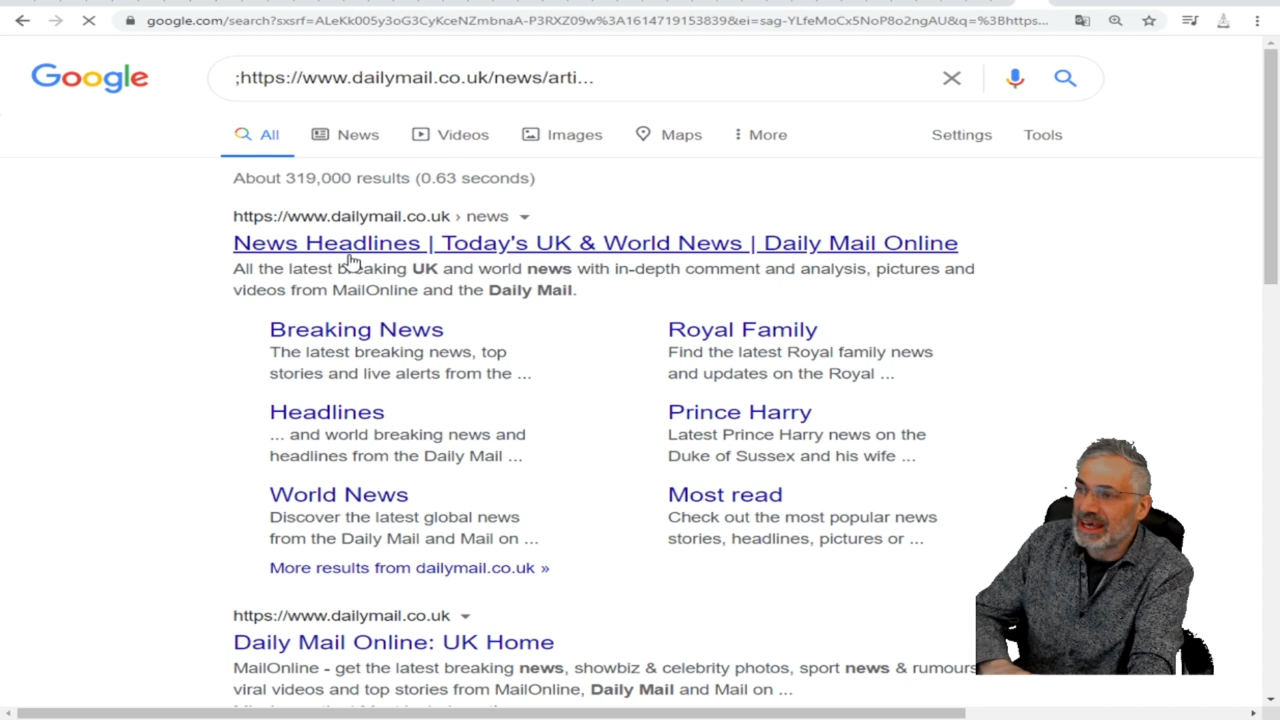 google.com/search?sxsrf=ALeKk005y3oG3CyKceNZmbnaA-P3RXZ09w%3A1614719153839&ei=sag-YLfeMoCx5NoP8o2ngAU&q=%3Bhttps...
Google
;https://www.dailymail.co.uk/news/arti...
All News Videos Images Maps More Settings Tools
About 319,000 results (0.63 seconds)
https://www.dailymail.co.uk › news
News Headlines | Today's UK & World News | Daily Mail Online
All the latest breaking UK and world news with in-depth comment and analysis, pictures and
videos from MailOnline and the Daily Mail.
Breaking News
The latest breaking news, top
stories and live alerts from the ...
Royal Family
Find the latest Royal family news
and updates on the Royal ...
Headlines
... and world breaking news and
headlines from the Daily Mail ...
Prince Harry
Latest Prince Harry news on the
Duke of Sussex and his wife ...
World News
Discover the latest global news
from the Daily Mail and Mail on ...
Most read
Check out the most popular news
stories, headlines, pictures or ...
More results from dailymail.co.uk »
https://www.dailymail.co.uk
Daily Mail Online: UK Home
MailOnline - get the latest breaking news, showbiz & celebrity photos, sport news & rumours
viral videos and top stories from MailOnline, Daily Mail and Mail on ...